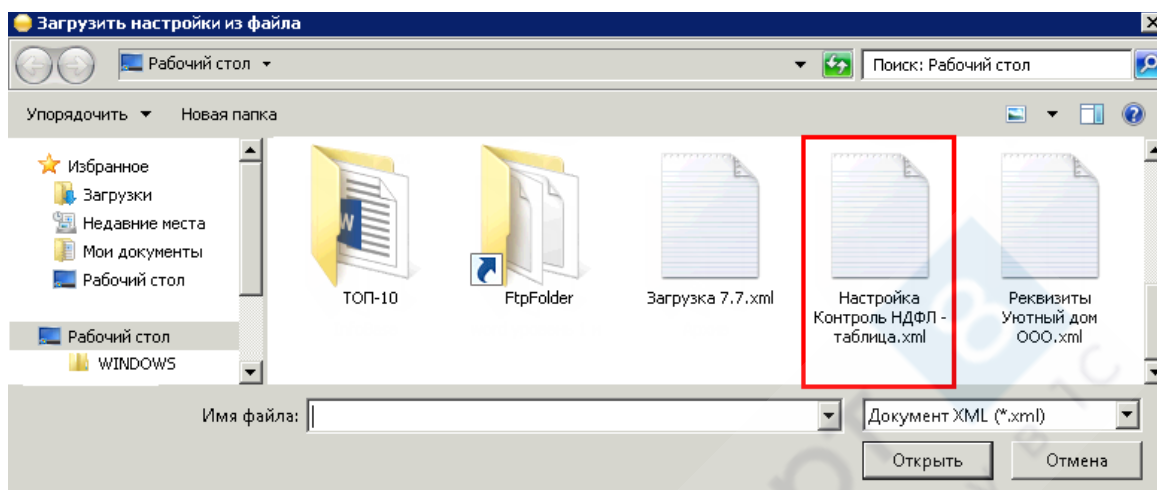 Загрузить настройки из файла
Рабочий стол
Поиск: Рабочий стол
Упорядочить
Новая папка
Избранное
Загрузки
Недавние места
Мои документы
Рабочий стол
Рабочий стол
WINDOWS
W
ТОП-10
FtpFolder
Загрузка 7.7.xml
Настройка
Контроль НДФЛ -
таблица.xml
Реквизиты
Уютный дом
ООО.xml
Имя файла:
Документ XML (*.xml)
Открыть
Отмена
8
в 1С